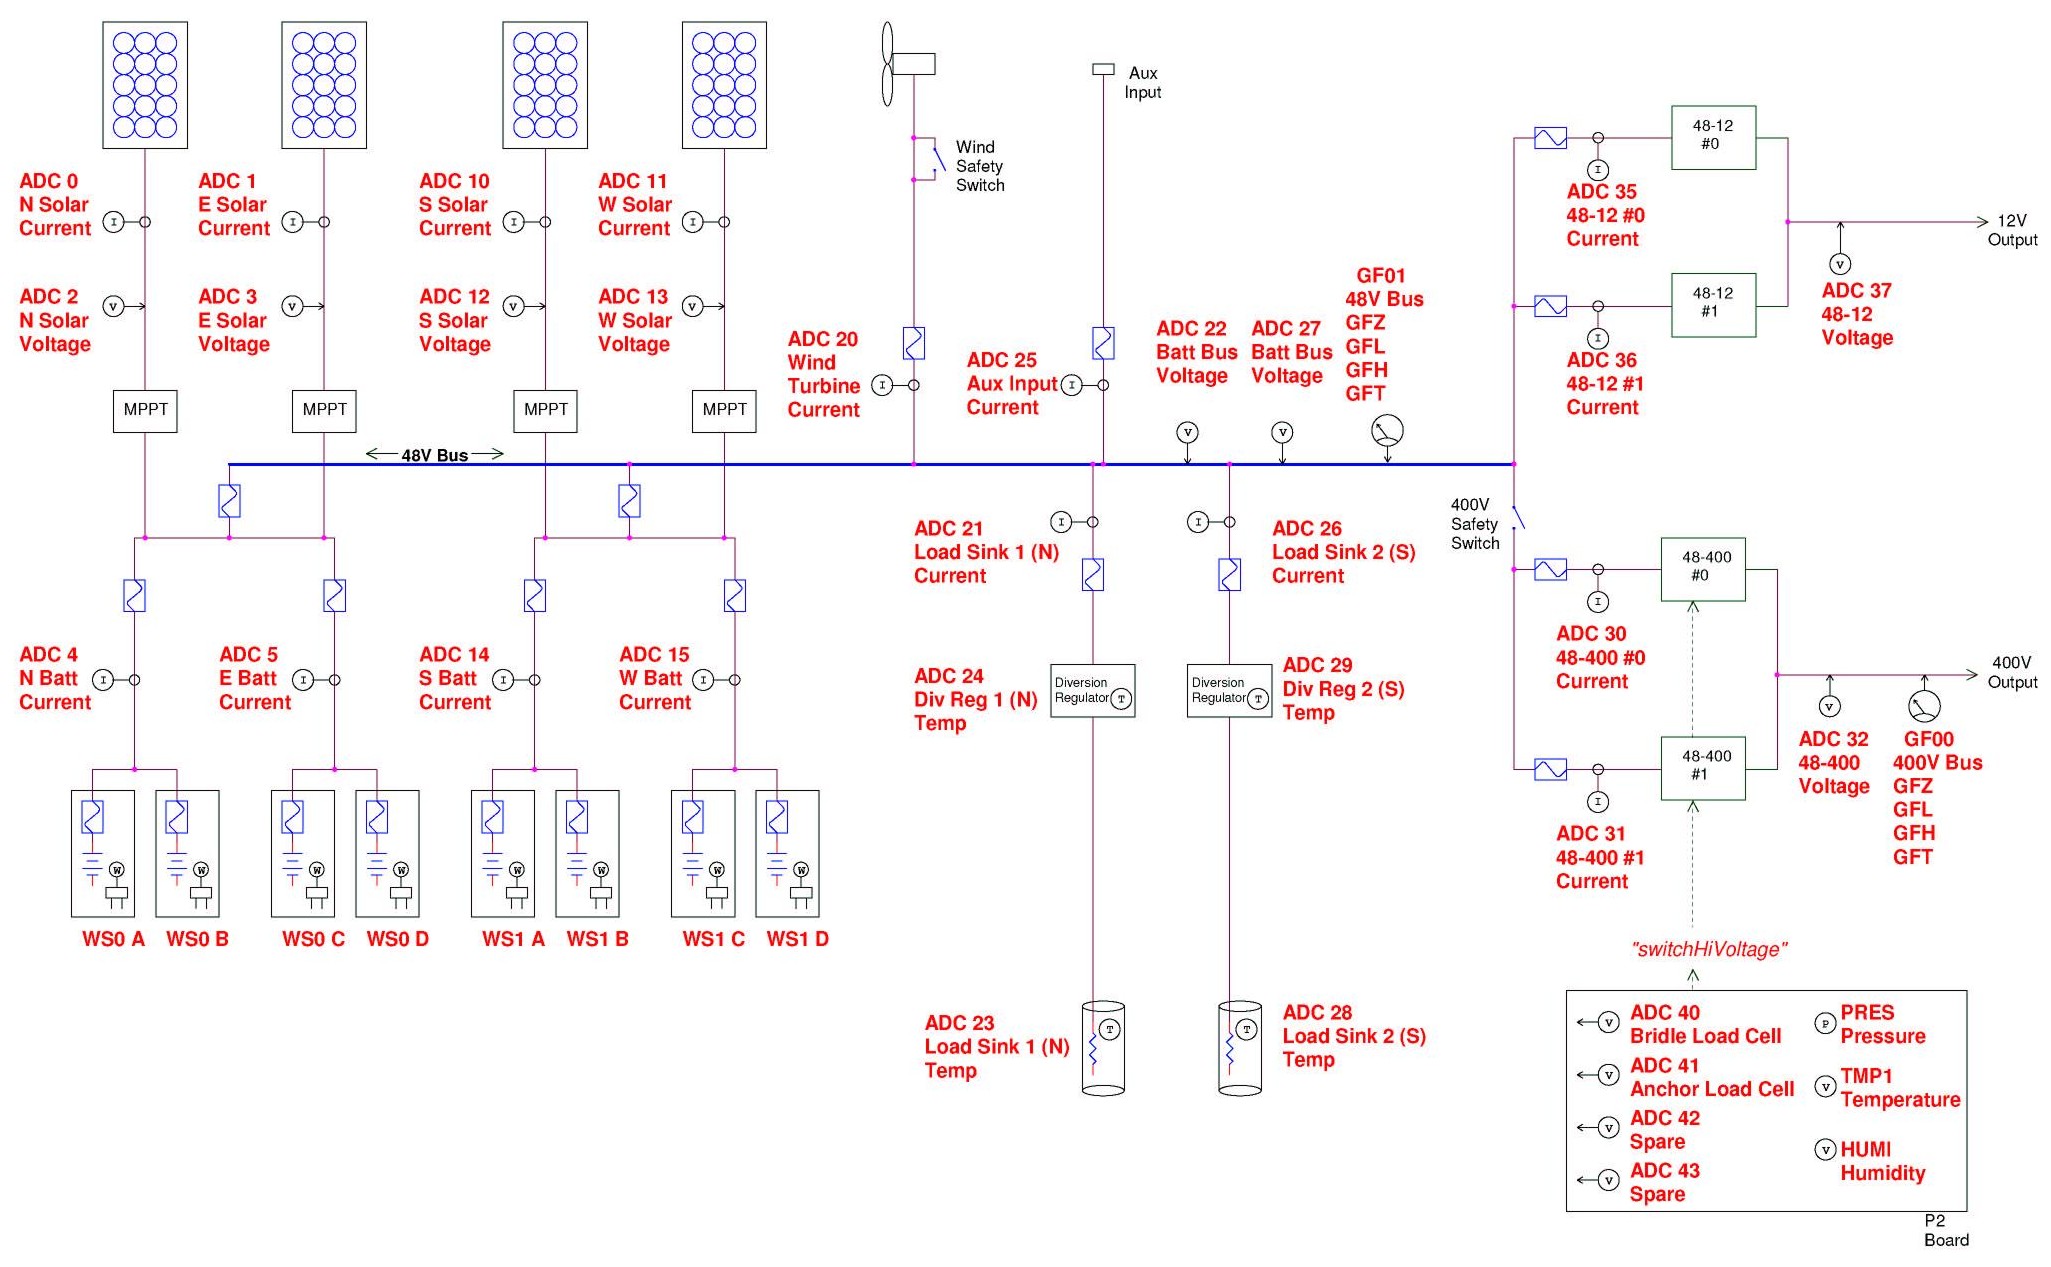 Aux
Input
Wind
Safety
Switch
48-12
#0
ADC 0
N Solar
Current
ADC 1
E Solar
Current
ADC 10
S Solar
Current
ADC 11
W Solar
Current
I
I
I
I
I
ADC 35
48-12 #0
Current
12V
Output
ADC 2
N Solar
Voltage
ADC 3
E Solar
Voltage
ADC 12
S Solar
Voltage
ADC 13
W Solar
Voltage
V
V
V
V
V
ADC 37
48-12
Voltage
48-12
#1
I
ADC 36
48-12 #1
Current
GF01
48V Bus
GFZ
GFL
GFH
GFT
ADC 20
Wind
Turbine
Current
I
ADC 25
Aux Input
Current
I
ADC 22
Batt Bus
Voltage
ADC 27
Batt Bus
Voltage
V
V
MPPT
MPPT
MPPT
MPPT
48V Bus
400V
Safety
Switch
ADC 21
Load Sink 1 (N)
Current
I
I
ADC 26
Load Sink 2 (S)
Current
48-400
#0
I
ADC 30
48-400 #0
Current
ADC 4
N Batt
Current
I
ADC 5
E Batt
Current
I
ADC 14
S Batt
Current
I
ADC 15
W Batt
Current
I
ADC 24
Div Reg 1 (N)
Temp
Diversion
Regulator
T
Diversion
Regulator
T
ADC 29
Div Reg 2 (S)
Temp
400V
Output
V
ADC 32
48-400
Voltage
GF00
400V Bus
GFZ
GFL
GFH
GFT
48-400
#1
I
ADC 31
48-400 #1
Current
W
W
W
W
W
W
W
W
WS0 A
WS0 B
WS0 C
WS0 D
WS1 A
WS1 B
WS1 C
WS1 D
"switchHiVoltage"
ADC 23
Load Sink 1 (N)
Temp
T
T
ADC 28
Load Sink 2 (S)
Temp
V
ADC 40
Bridle Load Cell
V
ADC 41
Anchor Load Cell
V
ADC 42
Spare
V
ADC 43
Spare
P
PRES
Pressure
V
TMP1
Temperature
V
HUMI
Humidity
P2
Board